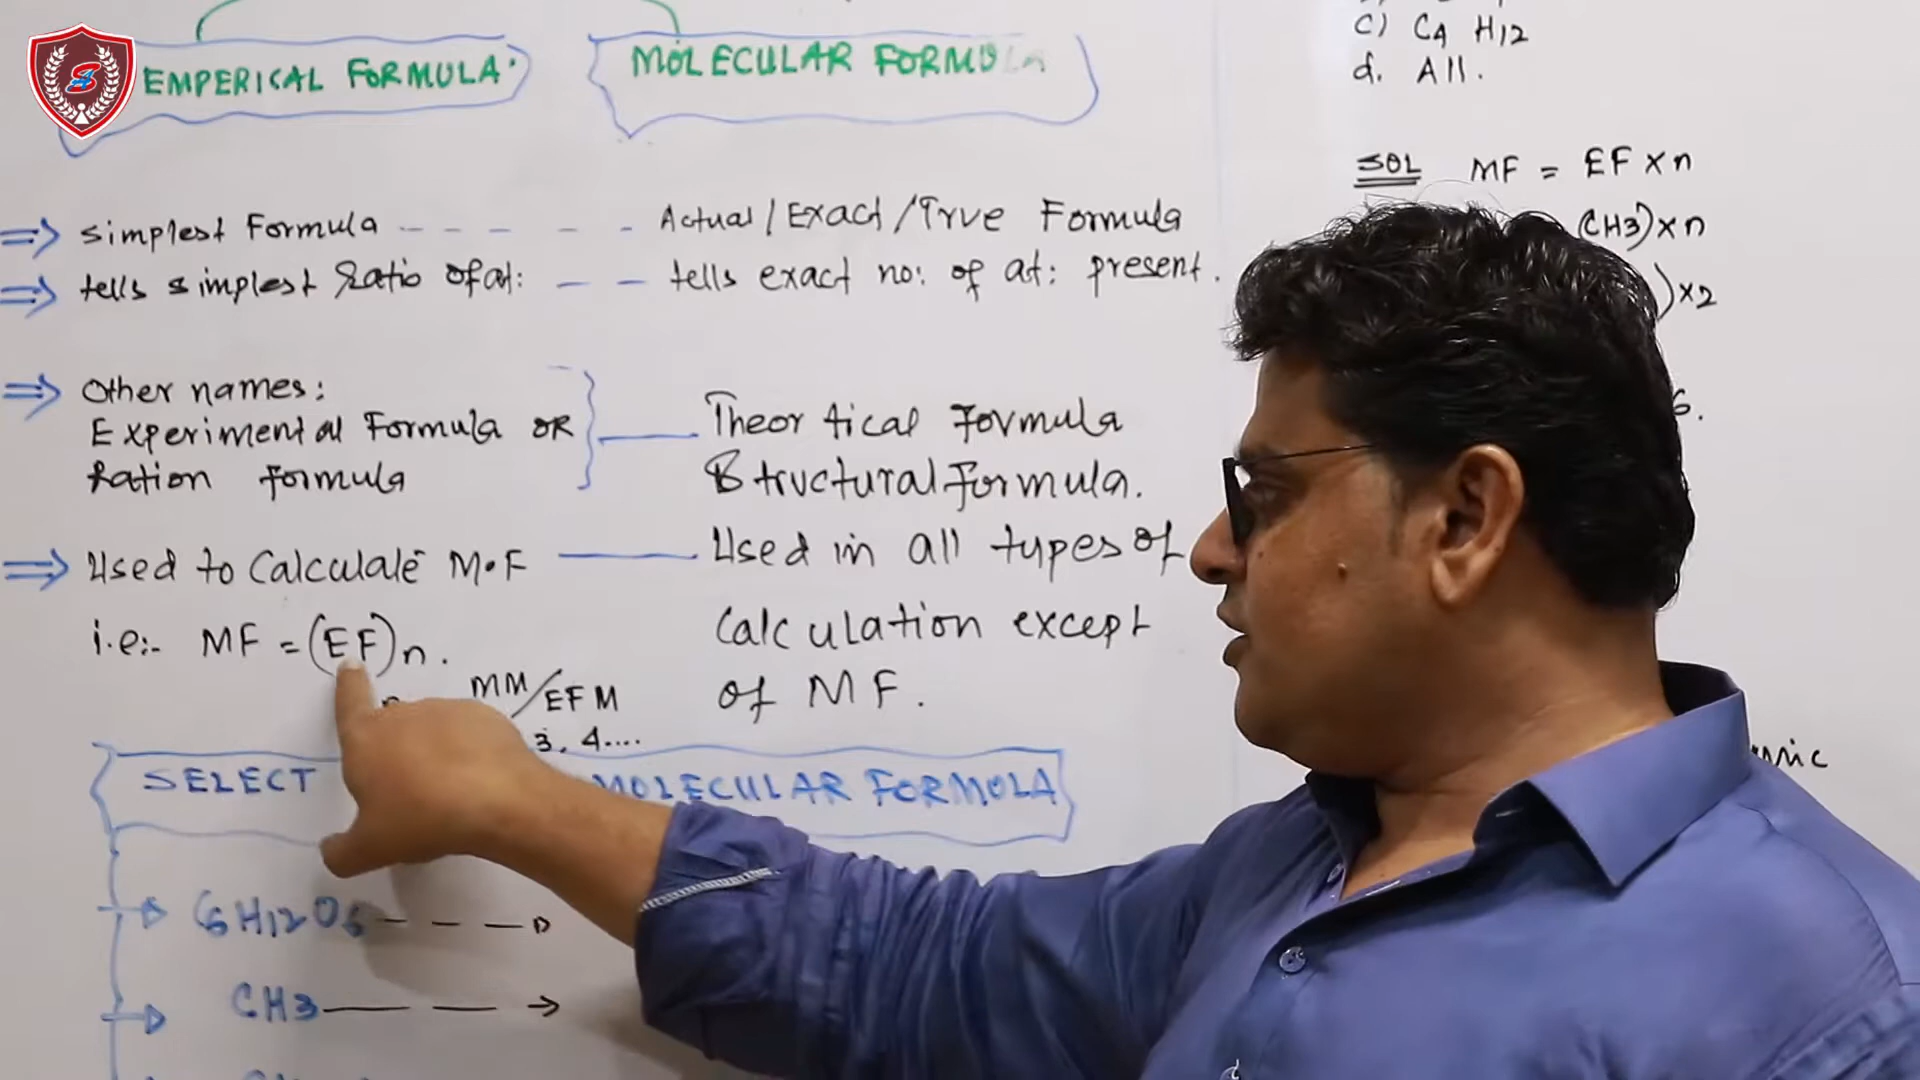 EMPERICAL FORMULA.
MOLECULAR FORMULA
simplest Formula - - - - - Actual/Exact/True Formula
tells simplest Ratio of at: - - tells exact no: of at: present.
Other names:
Experimental Formula OR
Ration Formula
Theortical Formula
Structural Formula.
Used to Calculate M.F
Used in all types of
Calculation except
of MF.
i.e:- MF = (EF)n.
MM/EFM
3, 4....
SELECT
MOLECULAR FORMULA
C6H12O6 - - - →
CH3 - - - →
C) C4 H12
d. All.
SOL MF = EF x n
(CH3) x n
) x 2
6.